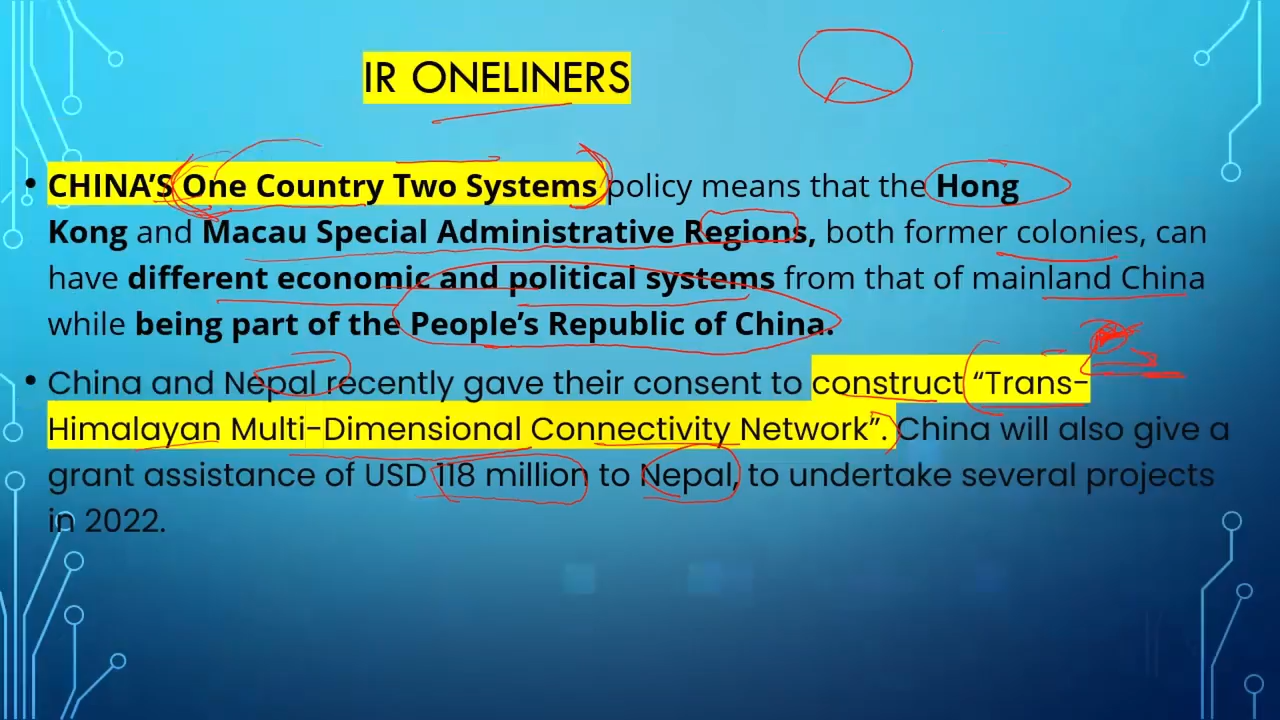 IR ONELINERS
• CHINA’S One Country Two Systems policy means that the Hong
Kong and Macau Special Administrative Regions, both former colonies, can
have different economic and political systems from that of mainland China
while being part of the People’s Republic of China.
• China and Nepal recently gave their consent to construct “Trans-
Himalayan Multi-Dimensional Connectivity Network”. China will also give a
grant assistance of USD 118 million to Nepal, to undertake several projects
in 2022.